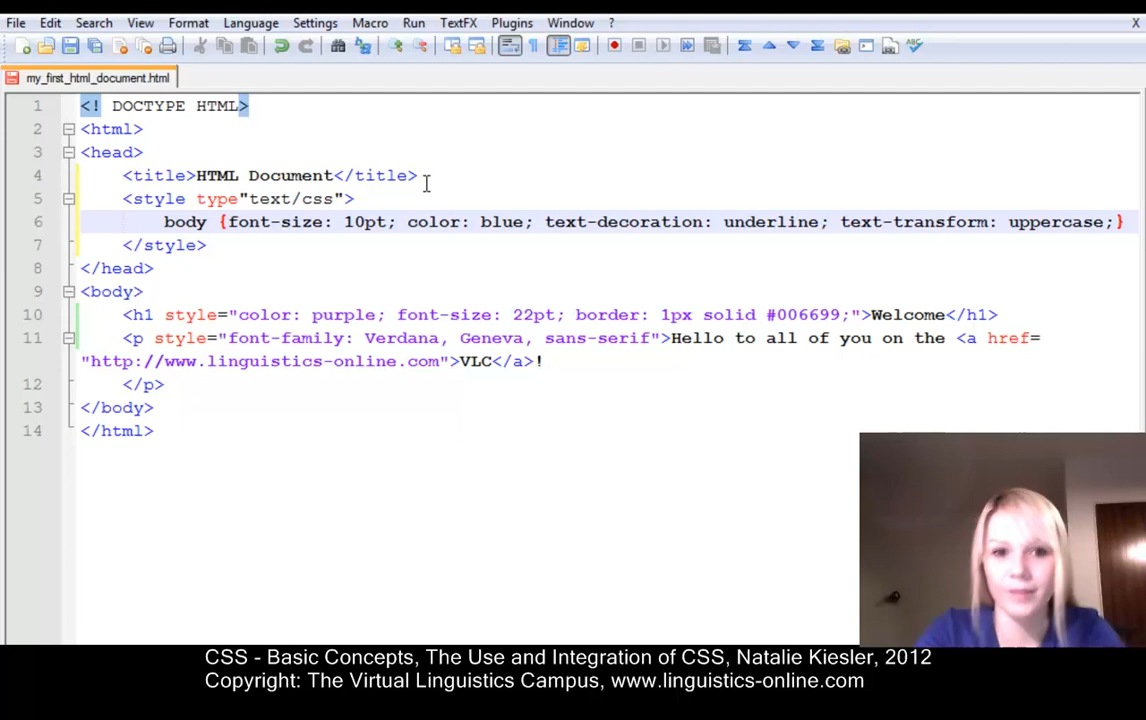 File Edit Search View Format Language Settings Macro Run TextFX Plugins Window ? X
my_first_html_document.html
1 <! DOCTYPE HTML>
2 <html>
3 <head>
4 <title>HTML Document</title>
5 <style type"text/css">
6 body {font-size: 10pt; color: blue; text-decoration: underline; text-transform: uppercase;}
7 </style>
8 </head>
9 <body>
10 <h1 style="color: purple; font-size: 22pt; border: 1px solid #006699;">Welcome</h1>
11 <p style="font-family: Verdana, Geneva, sans-serif">Hello to all of you on the <a href=
"http://www.linguistics-online.com">VLC</a>!
12 </p>
13 </body>
14 </html>
CSS - Basic Concepts, The Use and Integration of CSS, Natalie Kiesler, 2012
Copyright: The Virtual Linguistics Campus, www.linguistics-online.com